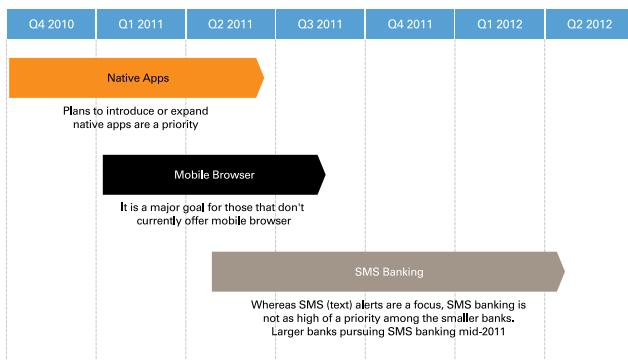 Q4 2010 Q1 2011 Q2 2011 Q3 2011 Q4 2011 Q1 2012 Q2 2012
Native Apps
Plans to introduce or expand
native apps are a priority
Mobile Browser
It is a major goal for those that don't
currently offer mobile browser
SMS Banking
Whereas SMS (text) alerts are a focus, SMS banking is
not as high of a priority among the smaller banks.
Larger banks pursuing SMS banking mid-2011